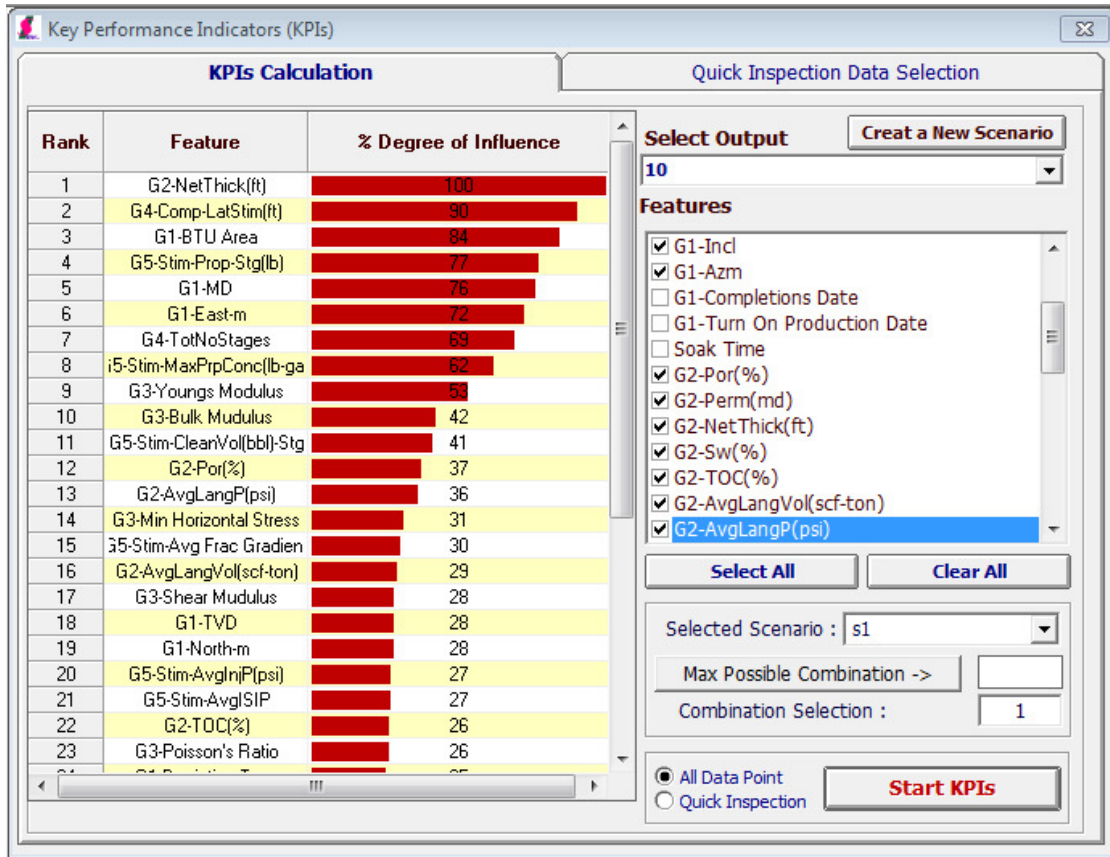 Key Performance Indicators (KPIs)
KPIs Calculation
Quick Inspection Data Selection
Rank Feature % Degree of Influence
1 G2-NetThick(ft) 100
2 G4-Comp-LatStim(ft) 90
3 G1-BTU Area 84
4 G5-Stim-Prop-Stg(lb) 77
5 G1-MD 76
6 G1-East-m 72
7 G4-TotNoStages 69
8 i5-Stim-MaxPrpConc(lb-ga 62
9 G3-Youngs Modulus 53
10 G3-Bulk Mudulus 42
11 G5-Stim-CleanVol(bbl)-Stg 41
12 G2-Por(%) 37
13 G2-AvgLangP(psi) 36
14 G3-Min Horizontal Stress 31
15 35-Stim-Avg Frac Gradien 30
16 G2-AvgLangVol(scf-ton) 29
17 G3-Shear Mudulus 28
18 G1-TVD 28
19 G1-North-m 28
20 G5-Stim-AvgInjP(psi) 27
21 G5-Stim-AvgISIP 27
22 G2-TOC(%) 26
23 G3-Poisson's Ratio 26
Select Output
Creat a New Scenario
10
Features
G1-Incl
G1-Azm
G1-Completions Date
G1-Turn On Production Date
Soak Time
G2-Por(%)
G2-Perm(md)
G2-NetThick(ft)
G2-Sw(%)
G2-TOC(%)
G2-AvgLangVol(scf-ton)
G2-AvgLangP(psi)
Select All
Clear All
Selected Scenario : s1
Max Possible Combination ->
Combination Selection : 1
All Data Point
Quick Inspection
Start KPIs